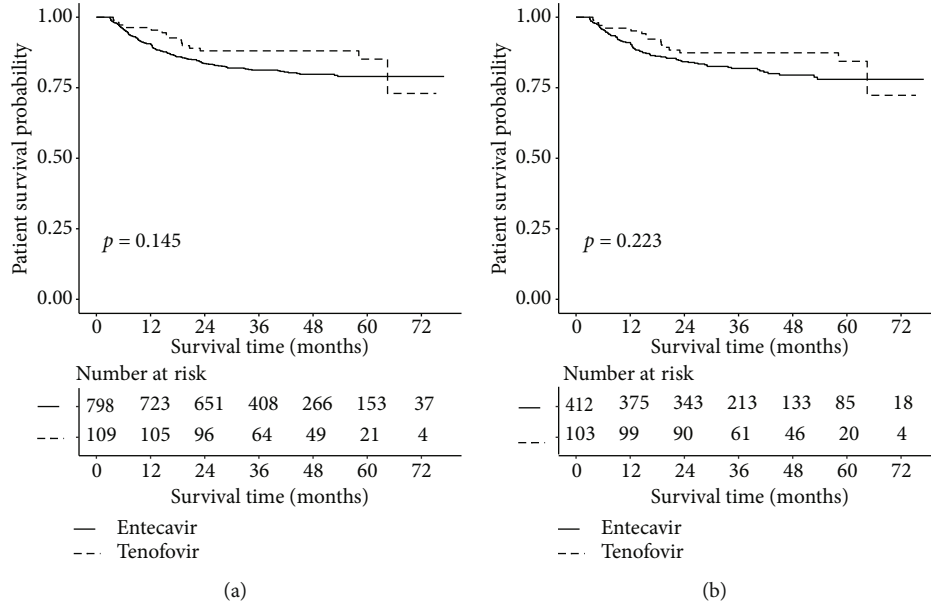 1.00
0.75
0.50
0.25
0.00
Patient survival probability
p = 0.145
0 12 24 36 48 60 72
Survival time (months)
Number at risk
798 723 651 408 266 153 37
109 105 96 64 49 21 4
0 12 24 36 48 60 72
Survival time (months)
Entecavir
Tenofovir
(a)
1.00
0.75
0.50
0.25
0.00
Patient survival probability
p = 0.223
0 12 24 36 48 60 72
Survival time (months)
Number at risk
412 375 343 213 133 85 18
103 99 90 61 46 20 4
0 12 24 36 48 60 72
Survival time (months)
Entecavir
Tenofovir
(b)